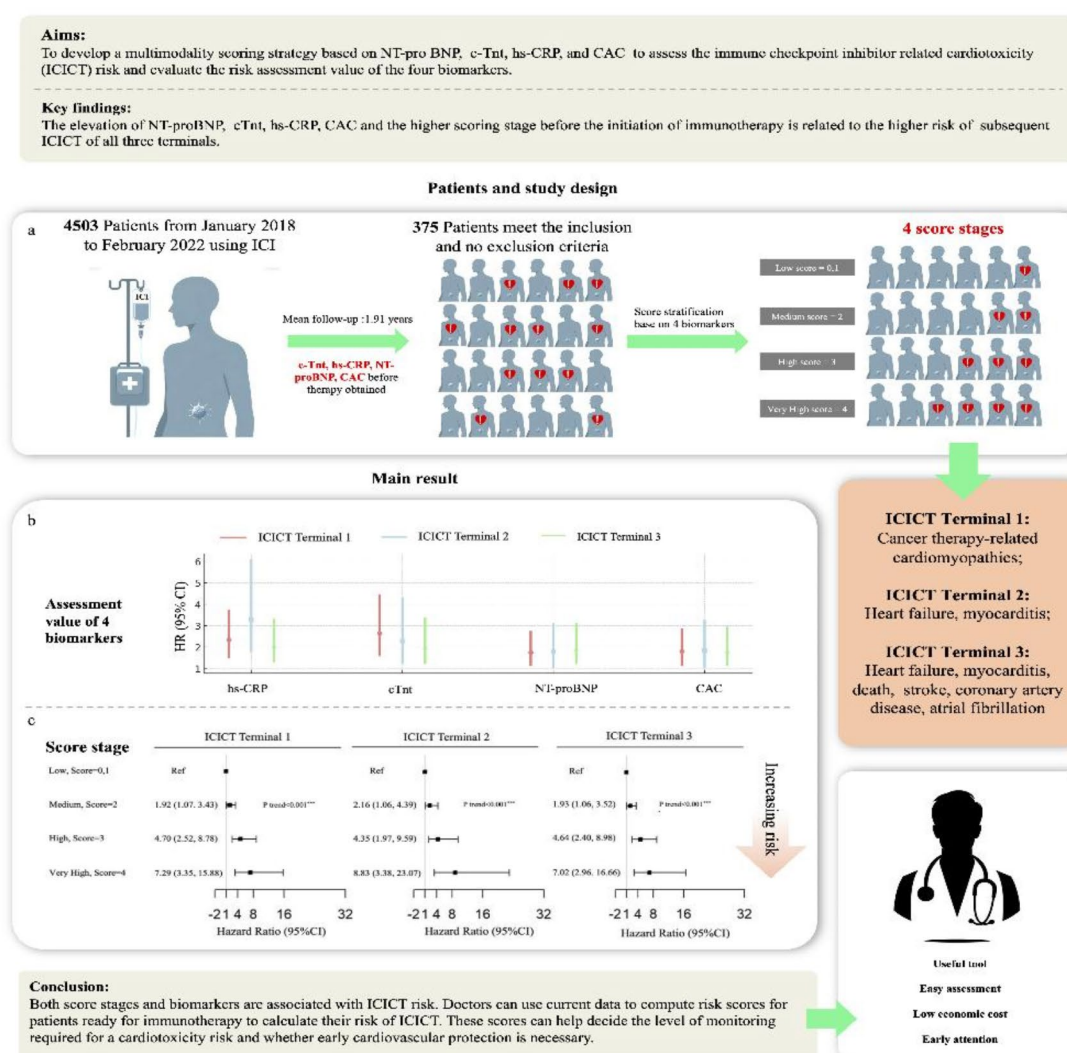 Aims:
To develop a multimodality scoring strategy based on NT-pro BNP, c-Tnt, hs-CRP, and CAC to assess the immune checkpoint inhibitor related cardiotoxicity
(ICICT) risk and evaluate the risk assessment value of the four biomarkers.
Key findings:
The elevation of NT-proBNP, cTnt, hs-CRP, CAC and the higher scoring stage before the initiation of immunotherapy is related to the higher risk of subsequent
ICICT of all three terminals.
Patients and study design
a
4503 Patients from January 2018
to February 2022 using ICI
375 Patients meet the inclusion
and no exclusion criteria
4 score stages
ICI
Mean follow-up :1.91 years
c-Tnt, hs-CRP, NT-
proBNP, CAC before
therapy obtained
Score stratification
base on 4 biomarkers
Low score = 0,1
Medium score = 2
High score = 3
Very High score = 4
Main result
b
ICICT Terminal 1
ICICT Terminal 2
ICICT Terminal 3
Assessment
value of 4
biomarkers
HR (95% CI)
6
5
4
3
2
1
hs-CRP
cTnt
NT-proBNP
CAC
c
Score stage
ICICT Terminal 1
ICICT Terminal 2
ICICT Terminal 3
Low, Score=0,1
Ref
Ref
Ref
Medium, Score=2
1.92 (1.07, 3.43)
P trend<0.001***
2.16 (1.06, 4.39)
P trend<0.001***
1.93 (1.06, 3.52)
P trend<0.001***
High, Score=3
4.70 (2.52, 8.78)
4.35 (1.97, 9.59)
4.64 (2.40, 8.98)
Very High, Score=4
7.29 (3.35, 15.88)
8.83 (3.38, 23.07)
7.02 (2.96, 16.66)
-2 1 4 8 16 32
-2 1 4 8 16 32
-2 1 4 8 16 32
Hazard Ratio (95%CI)
Hazard Ratio (95%CI)
Hazard Ratio (95%CI)
Increasing risk
ICICT Terminal 1:
Cancer therapy-related
cardiomyopathies;
ICICT Terminal 2:
Heart failure, myocarditis;
ICICT Terminal 3:
Heart failure, myocarditis,
death, stroke, coronary artery
disease, atrial fibrillation
Useful tool
Easy assessment
Low economic cost
Early attention
Conclusion:
Both score stages and biomarkers are associated with ICICT risk. Doctors can use current data to compute risk scores for
patients ready for immunotherapy to calculate their risk of ICICT. These scores can help decide the level of monitoring
required for a cardiotoxicity risk and whether early cardiovascular protection is necessary.